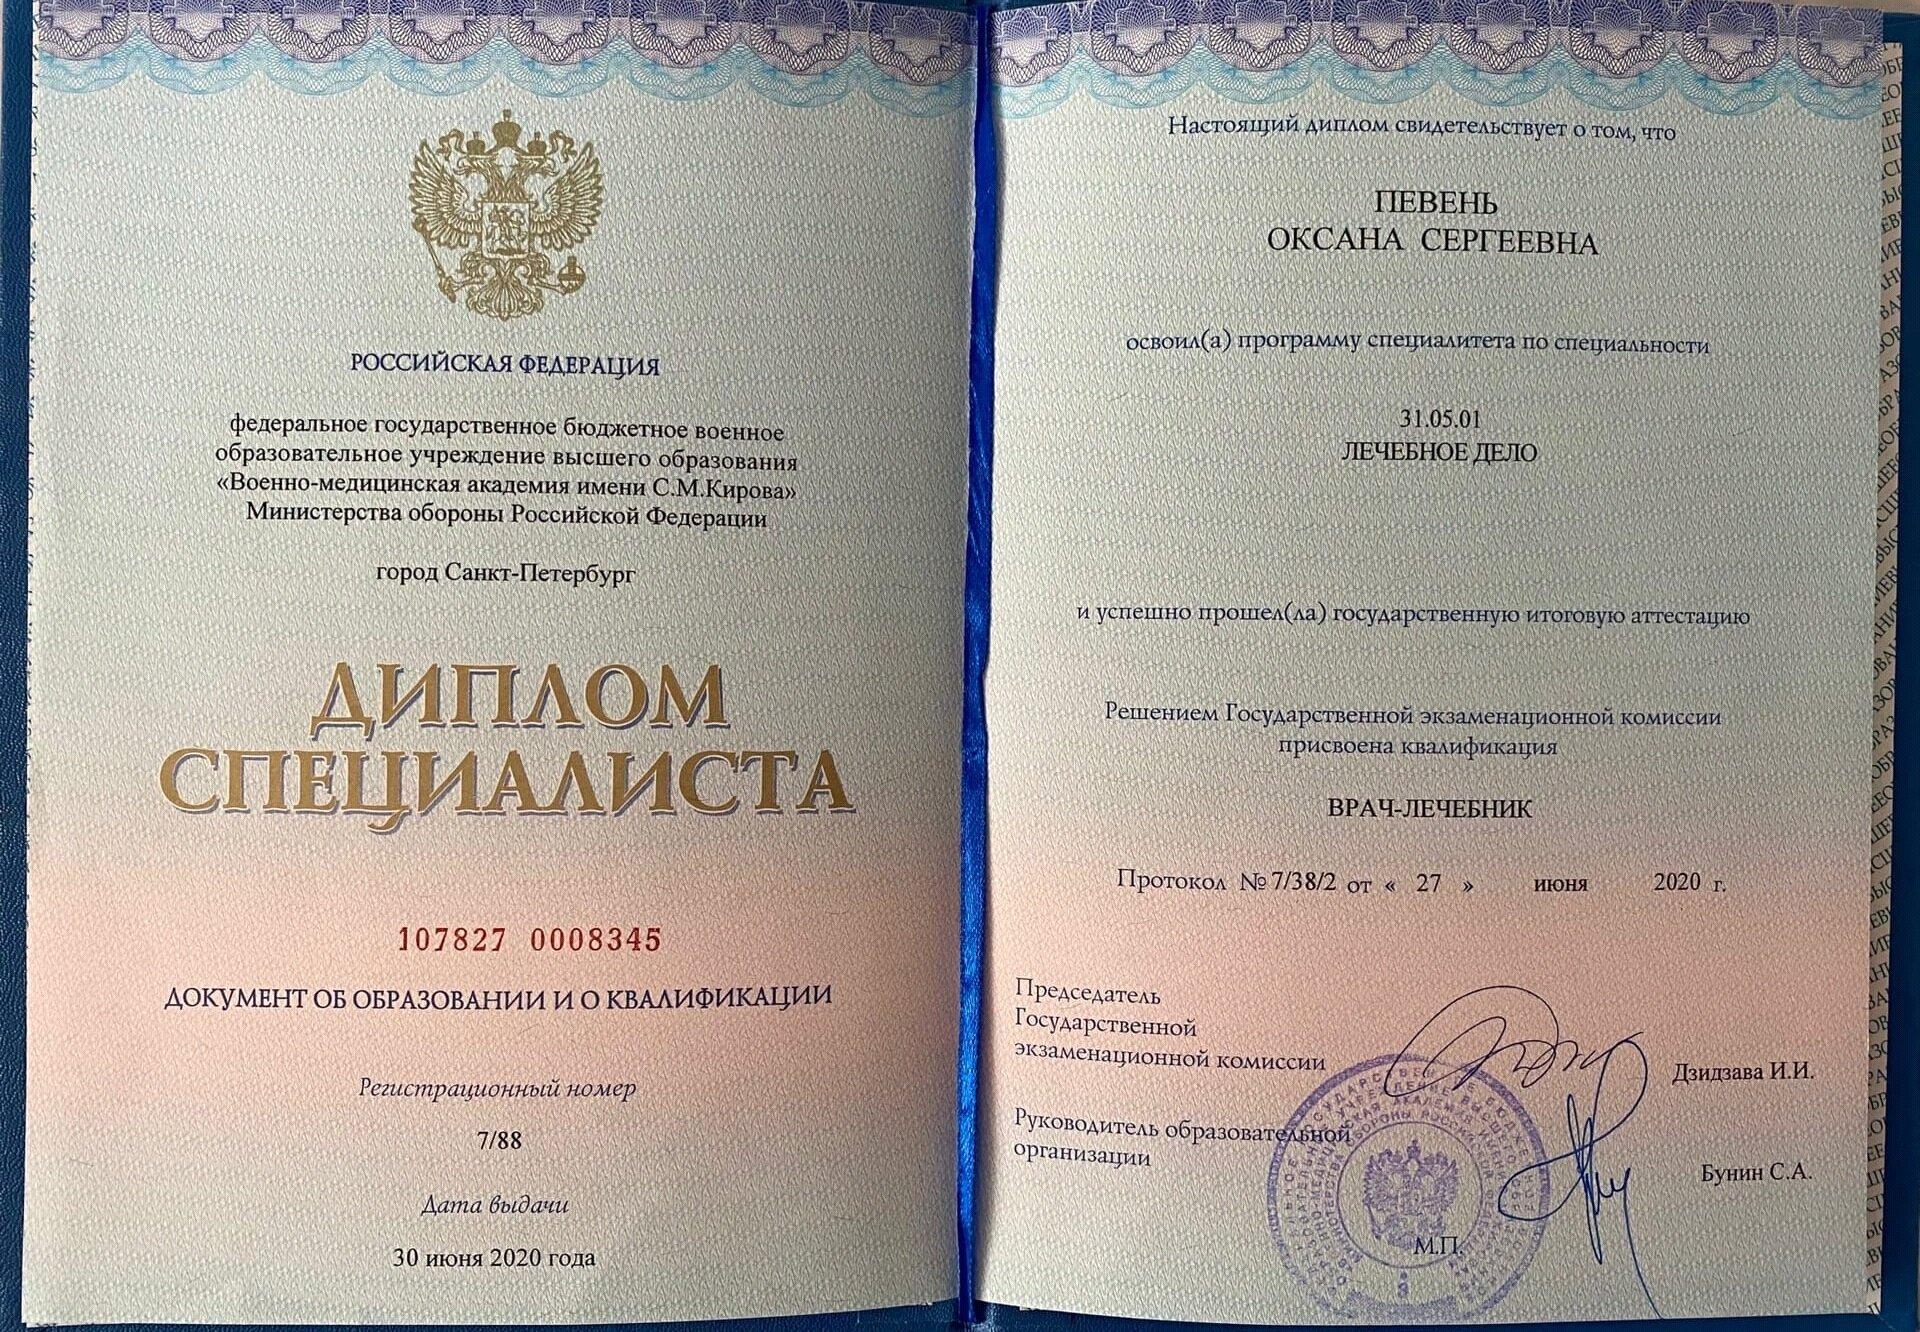 РОССИЙСКАЯ ФЕДЕРАЦИЯ
федеральное государственное бюджетное военное
образовательное учреждение высшего образования
«Военно-медицинская академия имени С.М.Кирова»
Министерства обороны Российской Федерации
город Санкт-Петербург
ДИПЛОМ
СПЕЦИАЛИСТА
107827 0008345
ДОКУМЕНТ ОБ ОБРАЗОВАНИИ И О КВАЛИФИКАЦИИ
Регистрационный номер
7/88
Дата выдачи
30 июня 2020 года
Настоящий диплом свидетельствует о том, что
ПЕВЕНЬ
ОКСАНА СЕРГЕЕВНА
освоил(а) программу специалитета по специальности
31.05.01
ЛЕЧЕБНОЕ ДЕЛО
и успешно прошел(ла) государственную итоговую аттестацию
Решением Государственной экзаменационной комиссии
присвоена квалификация
ВРАЧ-ЛЕЧЕБНИК
Протокол № 7/38/2 от « 27 » июня 2020 г.
Председатель
Государственной
экзаменационной комиссии
Дзидзава И.И.
Руководитель образовательной
организации
Бунин С.А.
М.П.